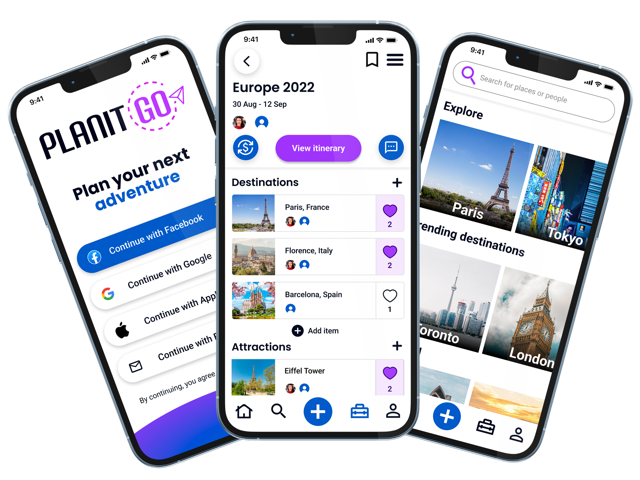 9:41
PLANIT GO
Plan your next
adventure
Continue with Facebook
Continue with Google
Continue with
Continue with
By continuing, you agree
9:41
Europe 2022
30 Aug - 12 Sep
View itinerary
Destinations
Paris, France
2
Florence, Italy
2
Barcelona, Spain
1
Add item
Attractions
Eiffel Tower
2
9:41
Search for places or people
Explore
Paris
Tokyo
ending destinations
oronto
London